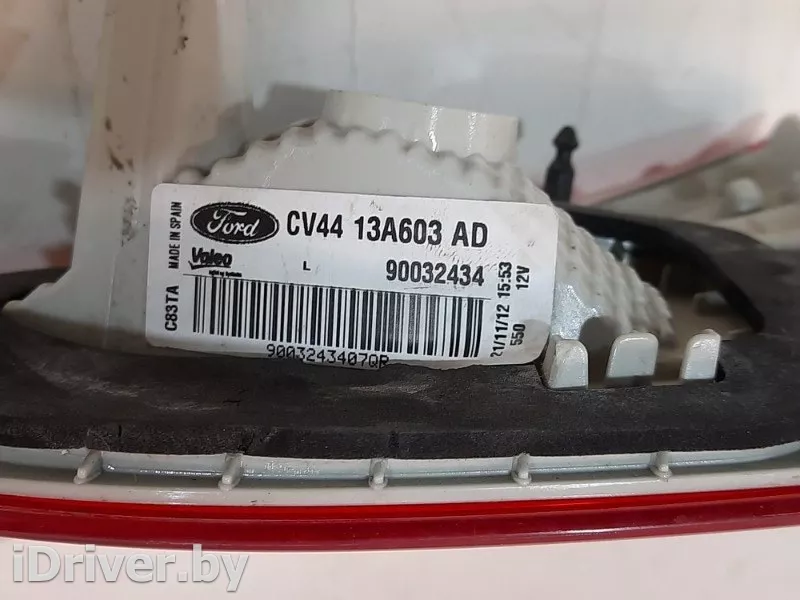 Ford
CV44 13A603 AD
MADE IN SPAIN
Valeo
L
90032434
C83TA
9003243407QR
21/11/12 15:53
550
12V
iDriver.by